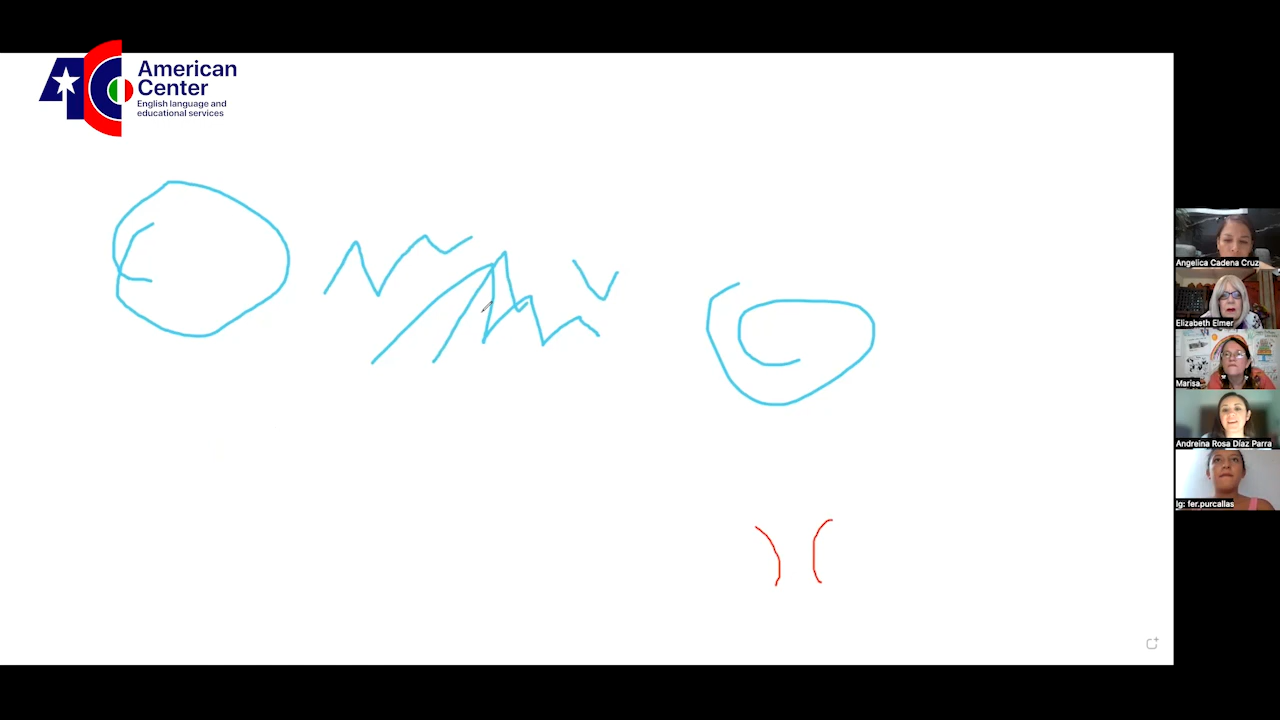 American
Center
English language and
educational services
Angelica Cadena Cruz
Elizabeth Elmer
Marisa
Andreina Rosa Díaz Parra
Ig: fer.purcallas